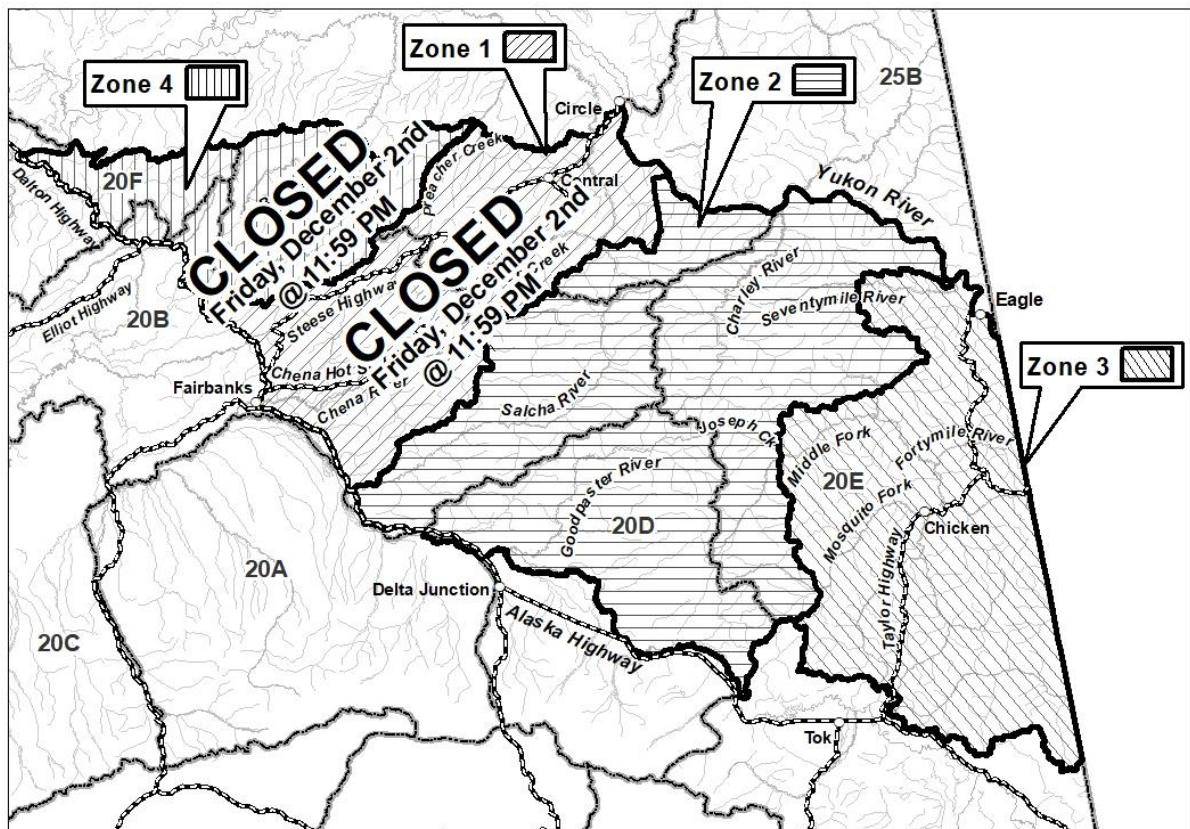 Zone 1
Zone 4
Zone 2
25B
Circle
20F
Preacher Creek
Central
CLOSED
Friday, December 2nd
@ 11:59 PM
CLOSED
Friday, December 2nd
@ 11:59 PM
Creek
Dalton Highway
Yukon River
Elliot Highway
20B
Steese Highway
Charley River
Seventymile River
Eagle
Zone 3
Chena Hot S
Fairbanks
Chena River
Salcha River
Joseph Ck
Middle Fork
Fortymile River
Goodpaster River
20E
Mosquito Fork
20D
Chicken
20A
Delta Junction
Alaska Highway
Taylor Highway
20C
Tok